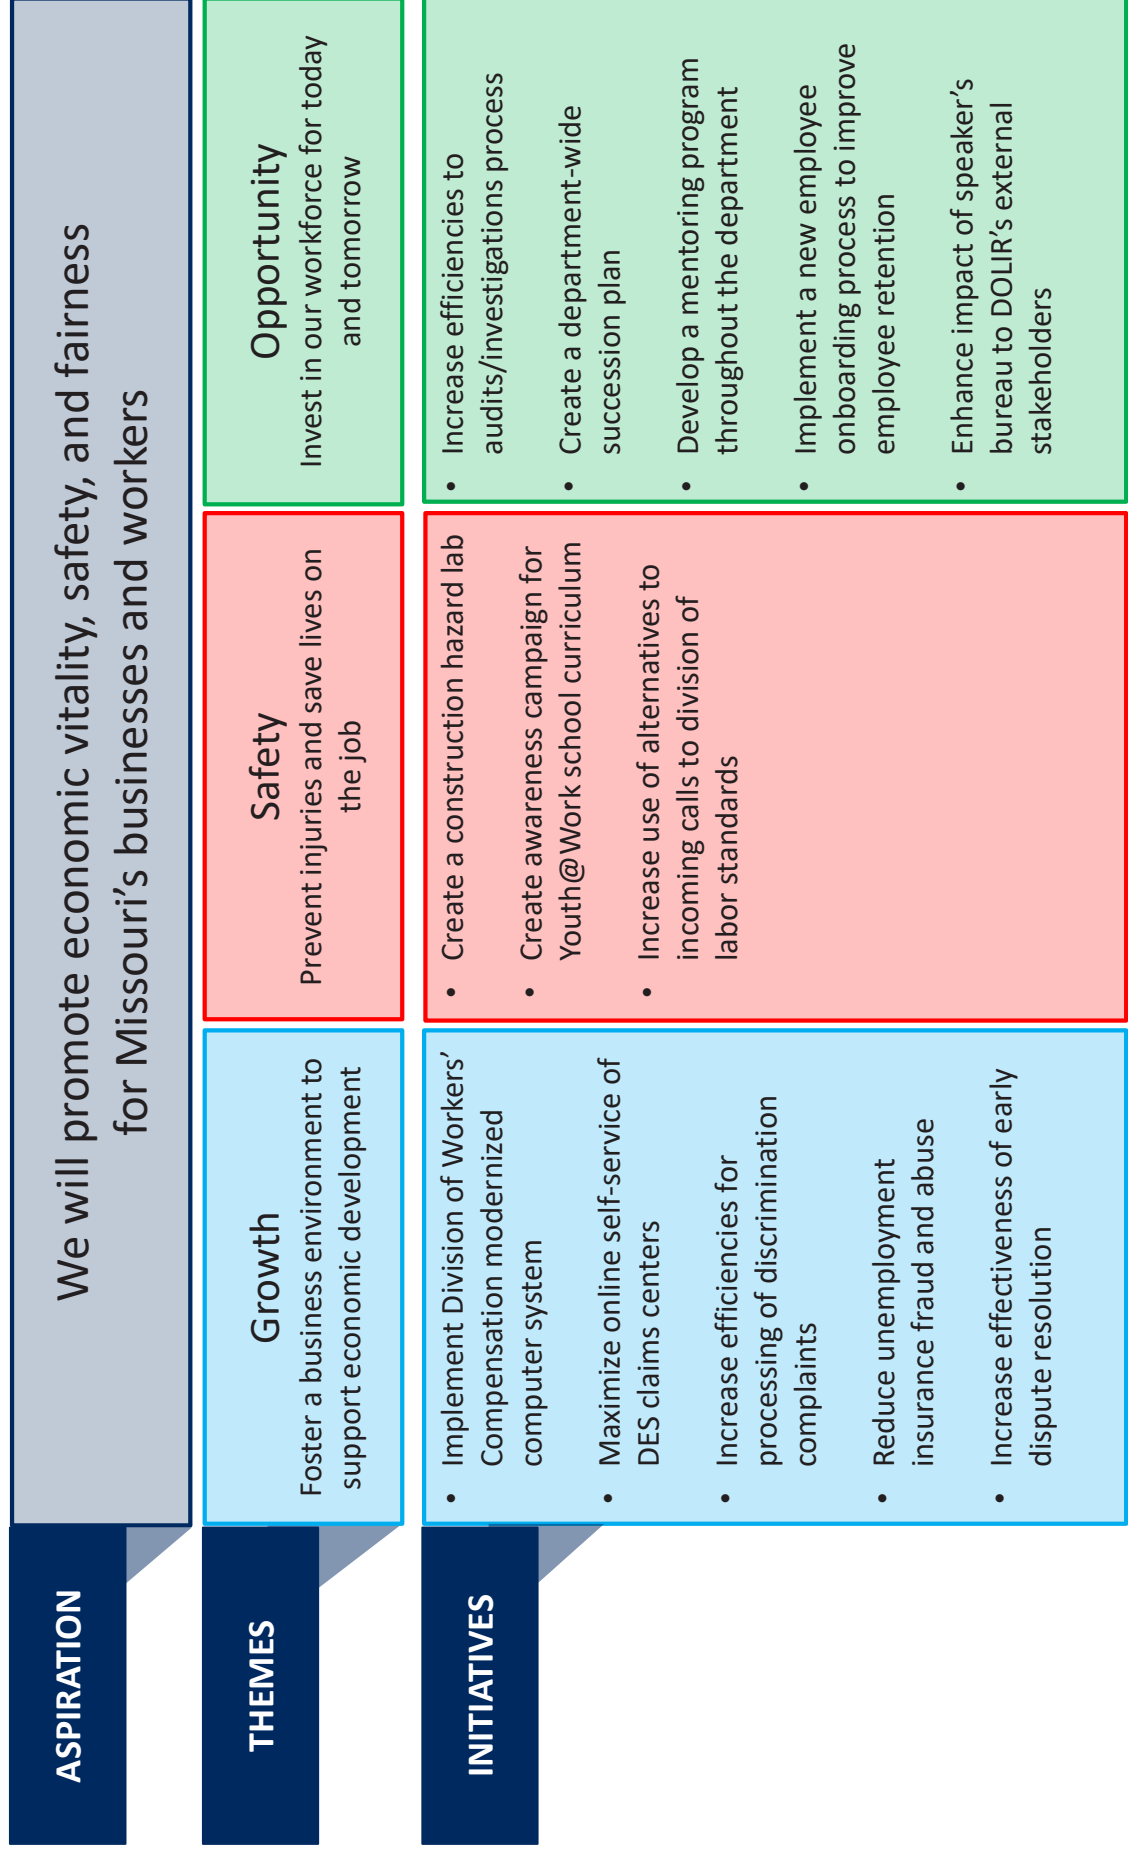 ASPIRATION
We will promote economic vitality, safety, and fairness
for Missouri’s businesses and workers
THEMES
Growth
Foster a business environment to
support economic development
Safety
Prevent injuries and save lives on
the job
Opportunity
Invest in our workforce for today
and tomorrow
INITIATIVES
• Implement Division of Workers’
Compensation modernized
computer system
• Maximize online self-service of
DES claims centers
• Increase efficiencies for
processing of discrimination
complaints
• Reduce unemployment
insurance fraud and abuse
• Increase effectiveness of early
dispute resolution
• Create a construction hazard lab
• Create awareness campaign for
Youth@Work school curriculum
• Increase use of alternatives to
incoming calls to division of
labor standards
• Increase efficiencies to
audits/investigations process
• Create a department-wide
succession plan
• Develop a mentoring program
throughout the department
• Implement a new employee
onboarding process to improve
employee retention
• Enhance impact of speaker’s
bureau to DOLIR’s external
stakeholders